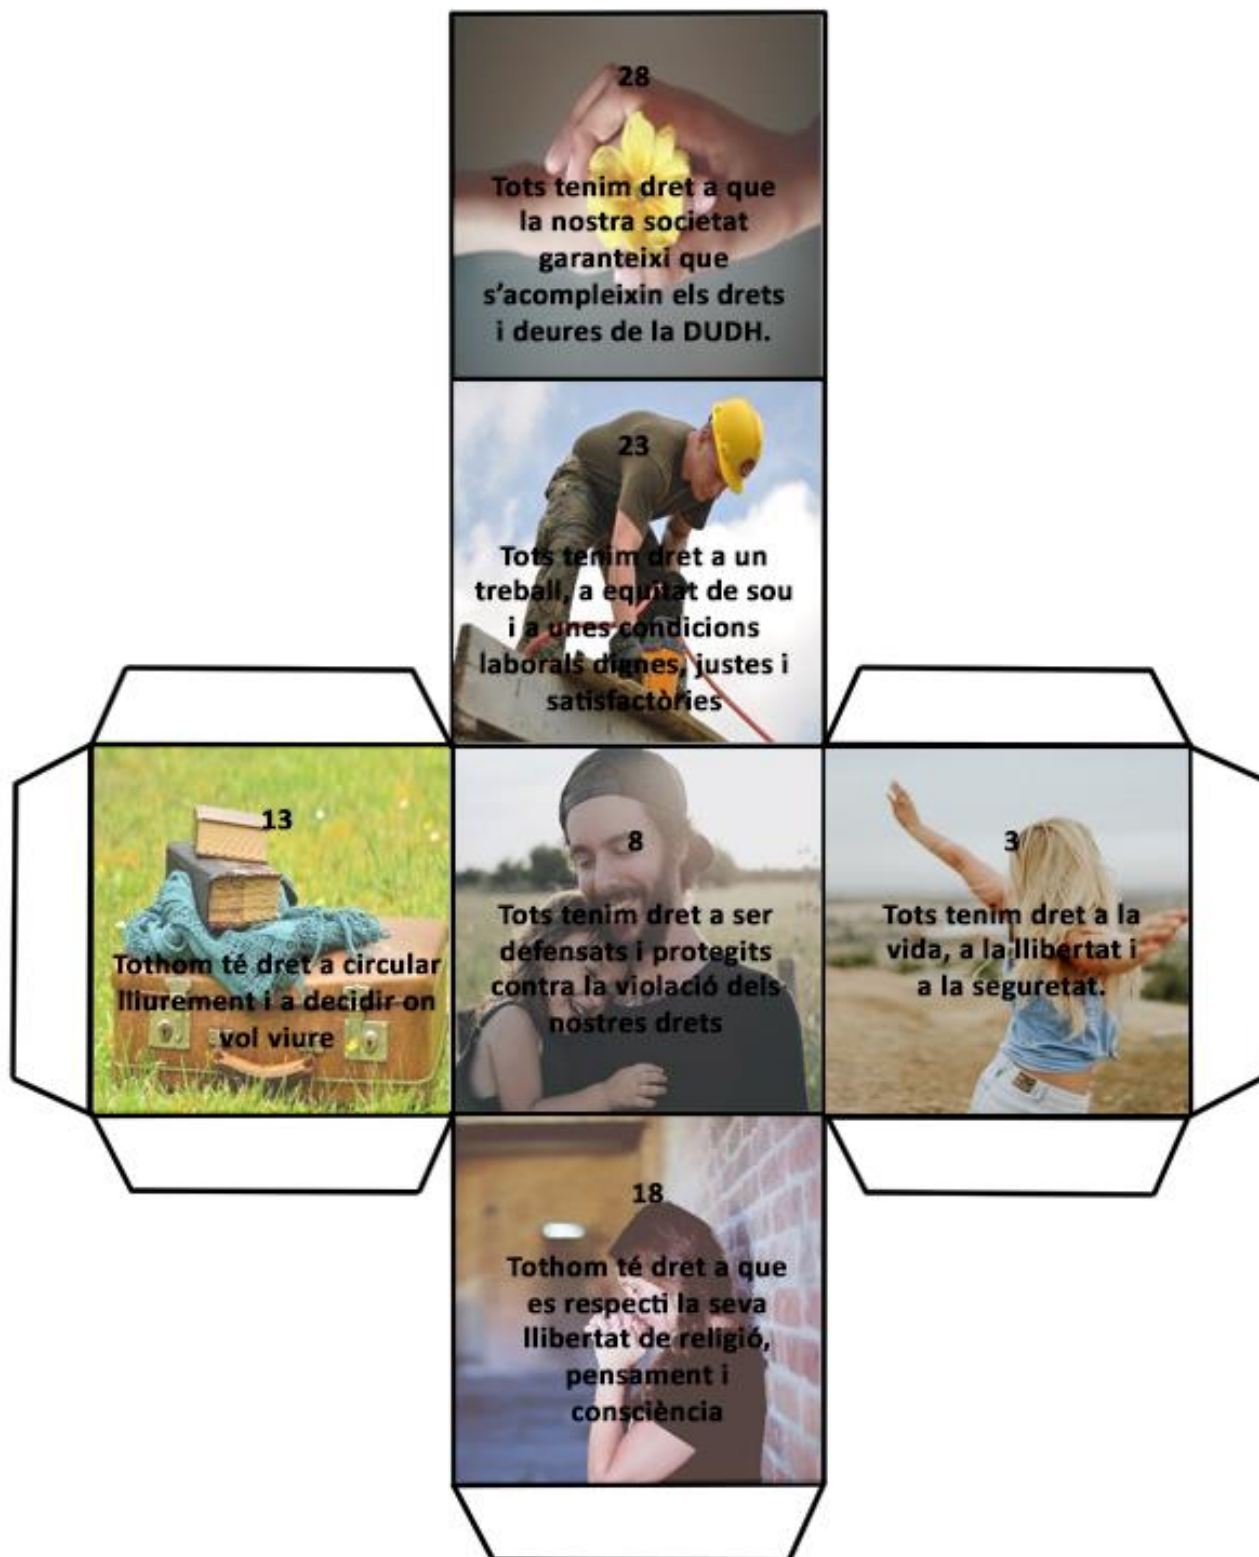 28
Tots tenim dret a que
la nostra societat
garanteixi que
s'acompleixin els drets
i deures de la DUDH.
23
Tots tenim dret a un
treball, a equitat de sou
i a unes condicions
laborals dignes, justes i
satisfactòries
13
Tothom té dret a circular
lliurement i a decidir on
vol viure
8
Tots tenim dret a ser
defensats i protegits
contra la violació dels
nostres drets
3
Tots tenim dret a la
vida, a la llibertat i
a la seguretat.
18
Tothom té dret a que
es respecti la seva
llibertat de religió,
pensament i
consciència